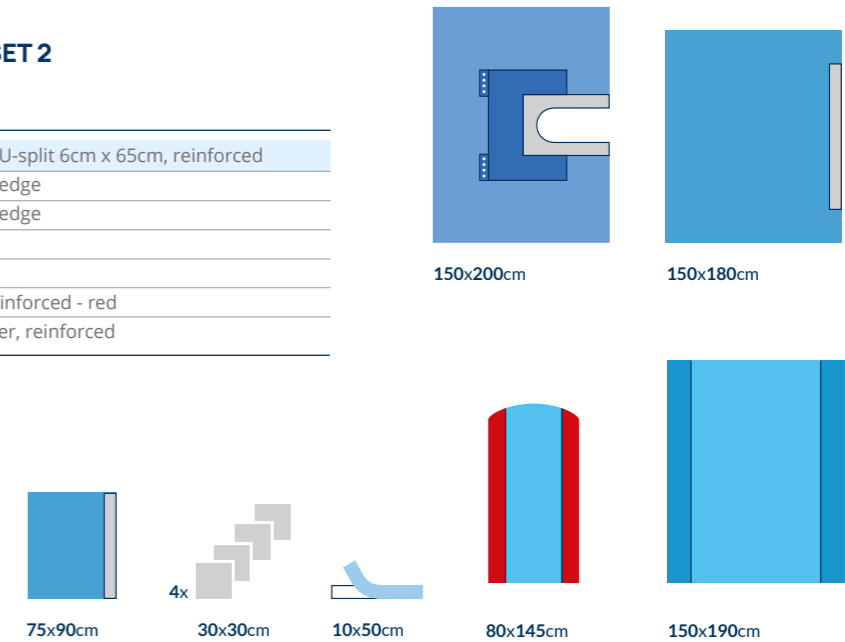 SET 2
U-split 6cm x 65cm, reinforced
edge
edge
inforced - red
er, reinforced
150x200cm
150x180cm
4x
75x90cm
30x30cm
10x50cm
80x145cm
150x190cm